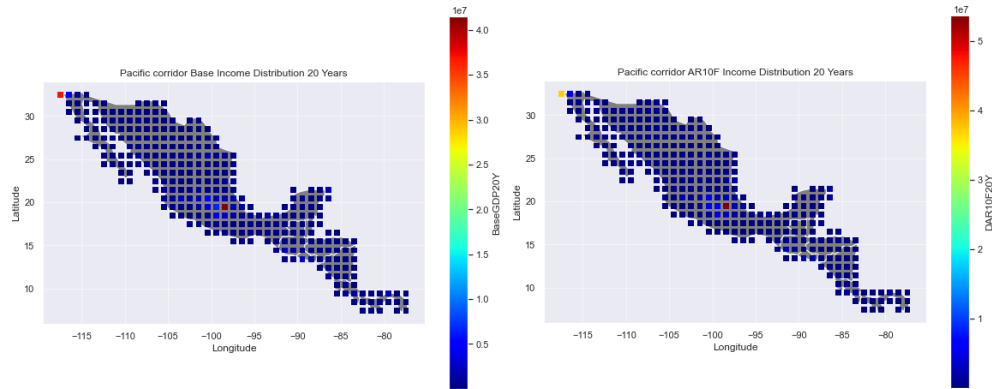 1e7
Pacific corridor Base Income Distribution 20 Years
30
25
20
15
10
Latitude
−115 −110 −105 −100 −95 −90 −85 −80
Longitude
4.0
3.5
3.0
2.5
2.0
1.5
1.0
0.5
BaseGDP20Y
1e7
Pacific corridor AR10F Income Distribution 20 Years
30
25
20
15
10
Latitude
−115 −110 −105 −100 −95 −90 −85 −80
Longitude
5
4
3
2
1
DAR10F20Y